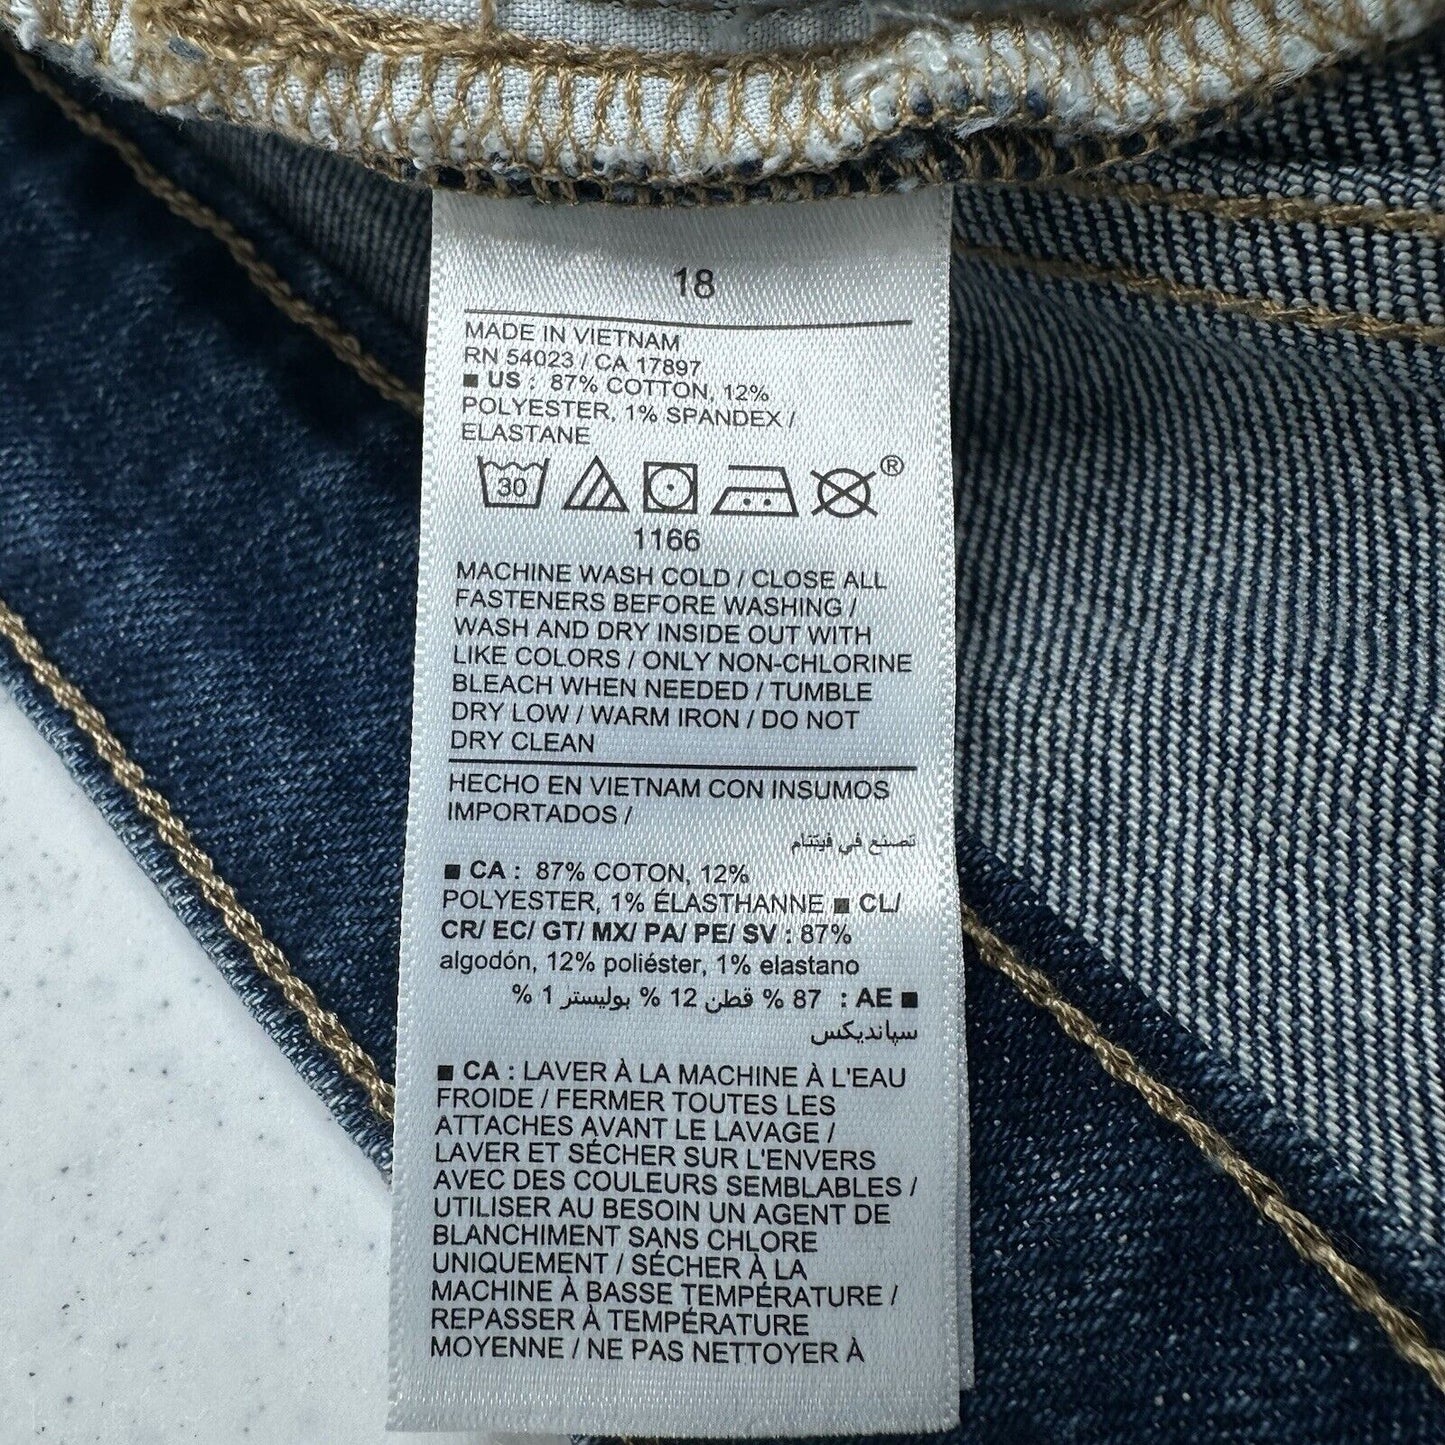 18
MADE IN VIETNAM
RN 54023 / CA 17897
■ US : 87% COTTON, 12%
POLYESTER, 1% SPANDEX /
ELASTANE
30
®
1166
MACHINE WASH COLD / CLOSE ALL
FASTENERS BEFORE WASHING /
WASH AND DRY INSIDE OUT WITH
LIKE COLORS / ONLY NON-CHLORINE
BLEACH WHEN NEEDED / TUMBLE
DRY LOW / WARM IRON / DO NOT
DRY CLEAN
HECHO EN VIETNAM CON INSUMOS
IMPORTADOS /
تصنع في فيتنام
■ CA : 87% COTON, 12%
POLYESTER, 1% ÉLASTHANNE ■ CL/
CR/ EC/ GT/ MX/ PA/ PE/ SV : 87%
algodón, 12% poliéster, 1% elastano
■ AE : 87 % قطن 12 % بوليستر 1 %
سپانديكس
■ CA : LAVER À LA MACHINE À L'EAU
FROIDE / FERMER TOUTES LES
ATTACHES AVANT LE LAVAGE /
LAVER ET SÉCHER SUR L'ENVERS
AVEC DES COULEURS SEMBLABLES /
UTILISER AU BESOIN UN AGENT DE
BLANCHIMENT SANS CHLORE
UNIQUEMENT / SÉCHER À LA
MACHINE À BASSE TEMPÉRATURE /
REPASSER À TEMPÉRATURE
MOYENNE / NE PAS NETTOYER À